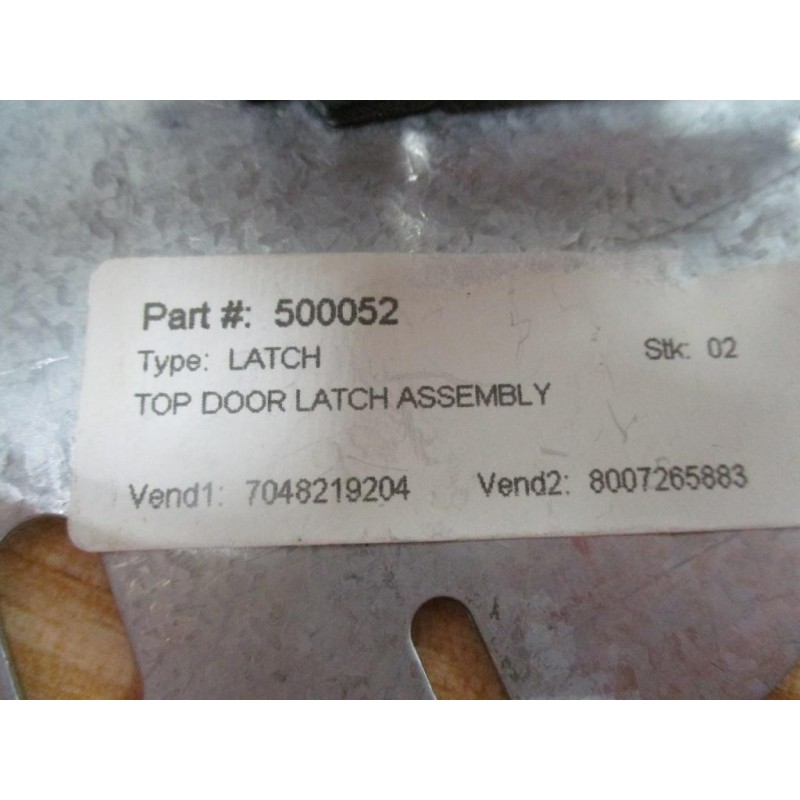 Part #: 500052
Type: LATCH Stk: 02
TOP DOOR LATCH ASSEMBLY
Vend1: 7048219204 Vend2: 8007265883